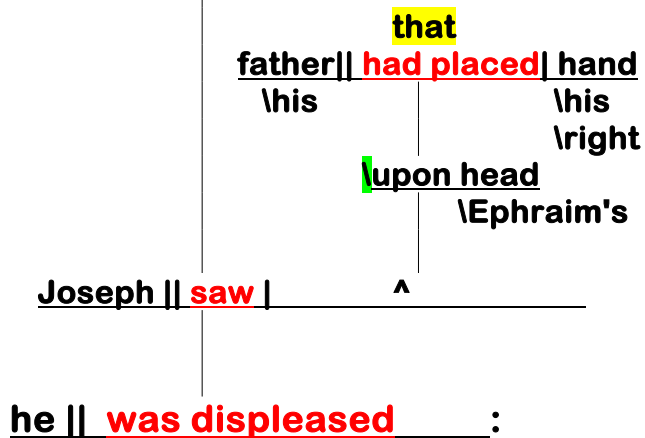 that
father|| had placed| hand
\his \his
\right
\upon head
\Ephraim's
Joseph || saw | ^
he || was displeased :